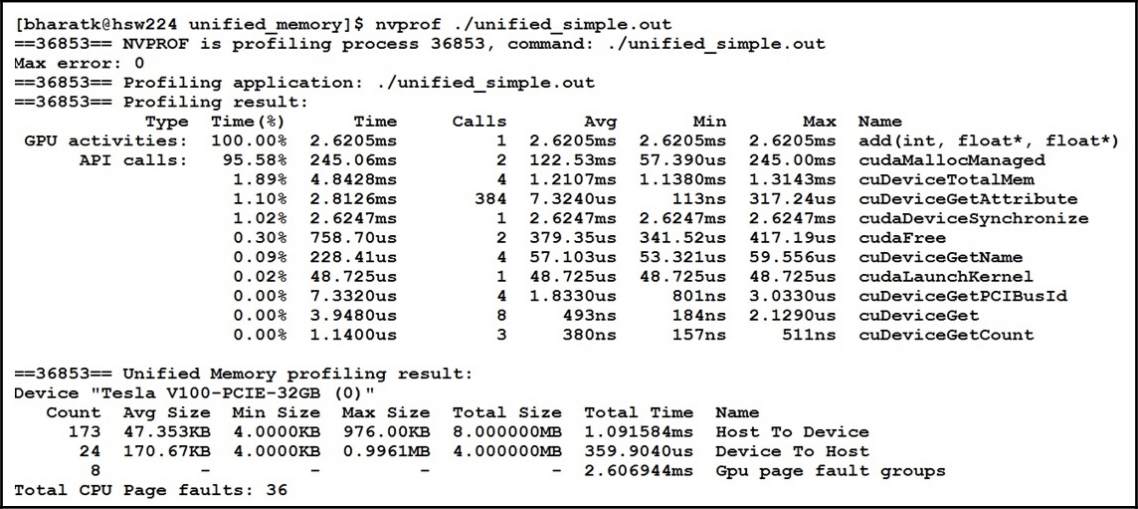 [bharatk@hsw224 unified_memory]$ nvprof ./unified_simple.out
==36853== NVPROF is profiling process 36853, command: ./unified_simple.out
Max error: 0
==36853== Profiling application: ./unified_simple.out
==36853== Profiling result:
Type Time(%) Time Calls Avg Min Max Name
GPU activities: 100.00% 2.6205ms 1 2.6205ms 2.6205ms 2.6205ms add(int, float*, float*)
API calls: 95.58% 245.06ms 2 122.53ms 57.390us 245.00ms cudaMallocManaged
1.89% 4.8428ms 4 1.2107ms 1.1380ms 1.3143ms cuDeviceTotalMem
1.10% 2.8126ms 384 7.3240us 113ns 317.24us cuDeviceGetAttribute
1.02% 2.6247ms 1 2.6247ms 2.6247ms 2.6247ms cudaDeviceSynchronize
0.30% 758.70us 2 379.35us 341.52us 417.19us cudaFree
0.09% 228.41us 4 57.103us 53.321us 59.556us cuDeviceGetName
0.02% 48.725us 1 48.725us 48.725us 48.725us cudaLaunchKernel
0.00% 7.3320us 4 1.8330us 801ns 3.0330us cuDeviceGetPCIBusId
0.00% 3.9480us 8 493ns 184ns 2.1290us cuDeviceGet
0.00% 1.1400us 3 380ns 157ns 511ns cuDeviceGetCount
==36853== Unified Memory profiling result:
Device "Tesla V100-PCIE-32GB (0)"
Count Avg Size Min Size Max Size Total Size Total Time Name
173 47.353KB 4.0000KB 976.00KB 8.000000MB 1.091584ms Host To Device
24 170.67KB 4.0000KB 0.9961MB 4.000000MB 359.9040us Device To Host
8 - - - - 2.606944ms Gpu page fault groups
Total CPU Page faults: 36